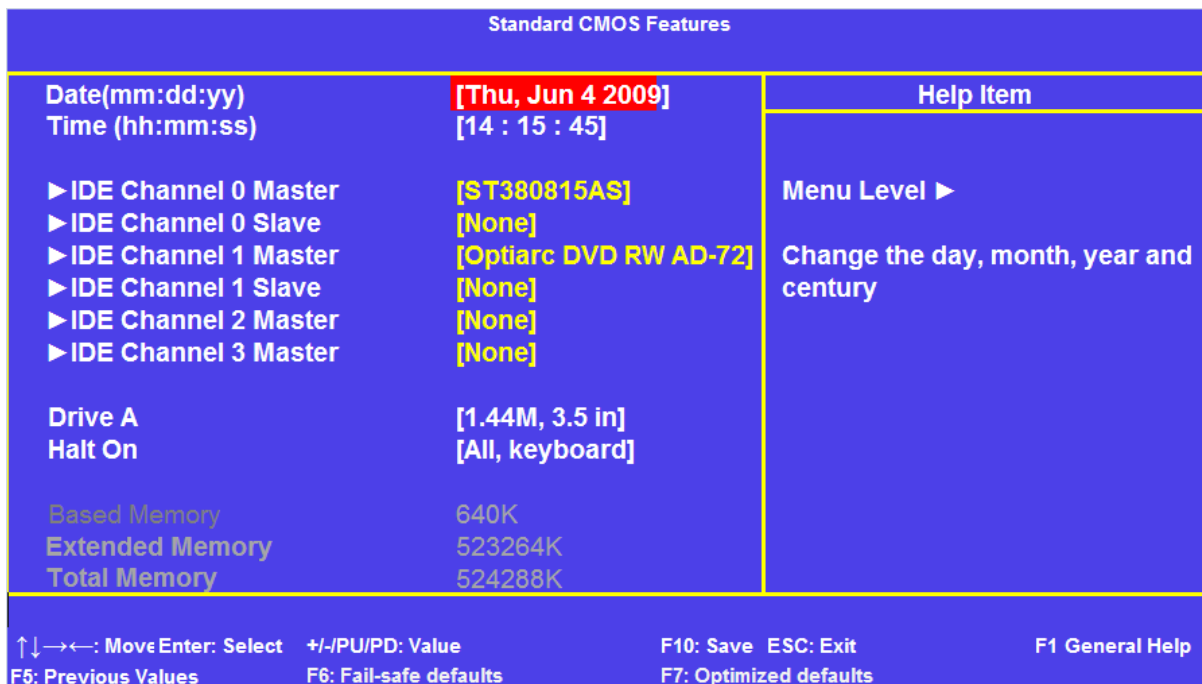 Standard CMOS Features
Date(mm:dd:yy) [Thu, Jun 4 2009]
Time (hh:mm:ss) [14 : 15 : 45]
►IDE Channel 0 Master [ST380815AS]
►IDE Channel 0 Slave [None]
►IDE Channel 1 Master [Optiarc DVD RW AD-72]
►IDE Channel 1 Slave [None]
►IDE Channel 2 Master [None]
►IDE Channel 3 Master [None]
Drive A [1.44M, 3.5 in]
Halt On [All, keyboard]
Based Memory 640K
Extended Memory 523264K
Total Memory 524288K
Help Item
Menu Level ►
Change the day, month, year and
century
↑↓→←: Move Enter: Select +/-/PU/PD: Value F10: Save ESC: Exit F1 General Help
F5: Previous Values F6: Fail-safe defaults F7: Optimized defaults